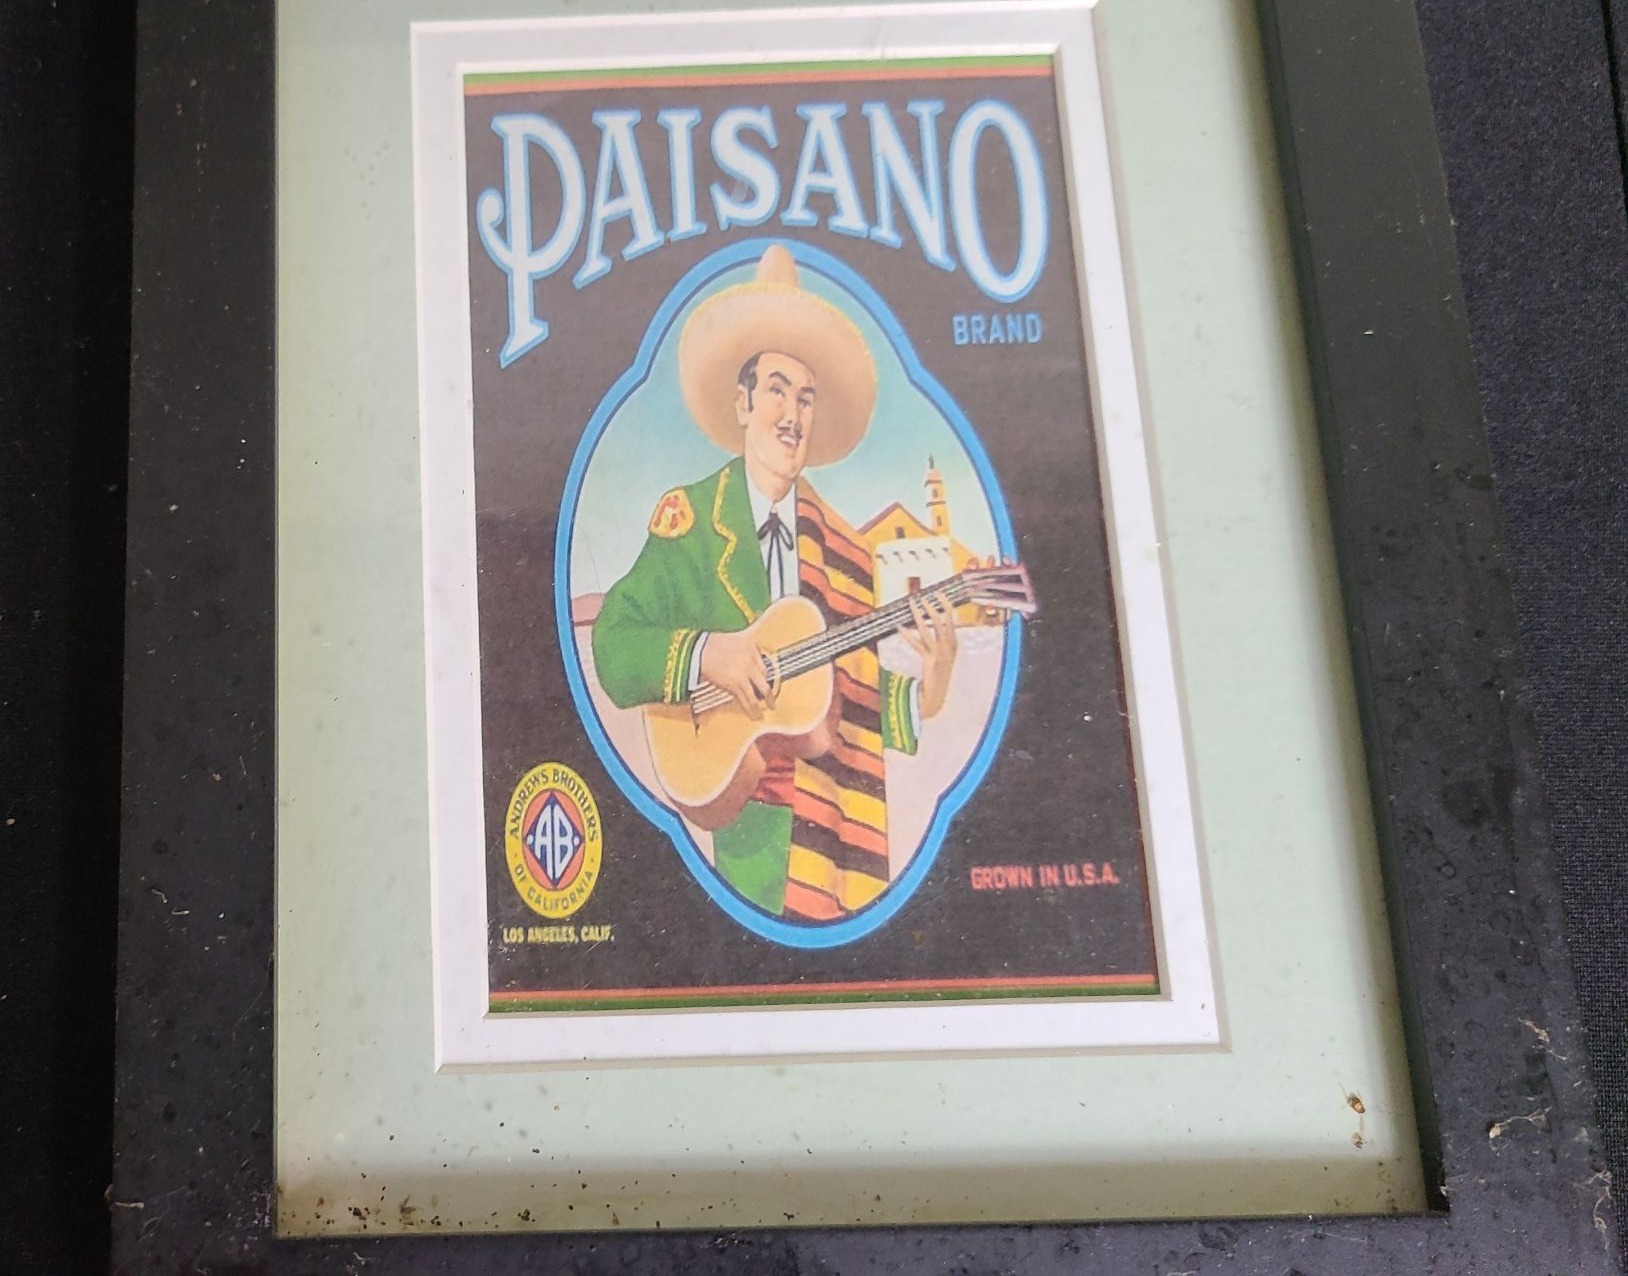 PAISANO
BRAND
ANDREWS BROTHERS
AB
OF CALIFORNIA
LOS ANGELES, CALIF.
GROWN IN U.S.A.